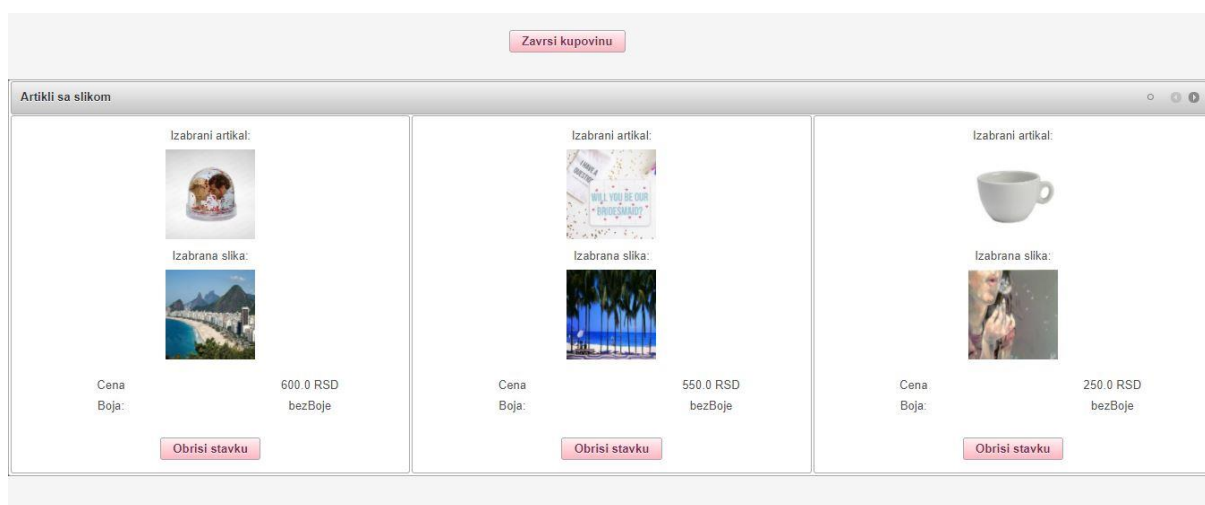 Zavrsi kupovinu
Artikli sa slikom
Izabrani artikal:
Izabrana slika:
Cena 600.0 RSD
Boja: bezBoje
Obrisi stavku
Izabrani artikal:
I HAVE A
QUESTION
WILL YOU BE OUR
BRIDESMAID?
Izabrana slika:
Cena 550.0 RSD
Boja: bezBoje
Obrisi stavku
Izabrani artikal:
Izabrana slika:
Cena 250.0 RSD
Boja: bezBoje
Obrisi stavku